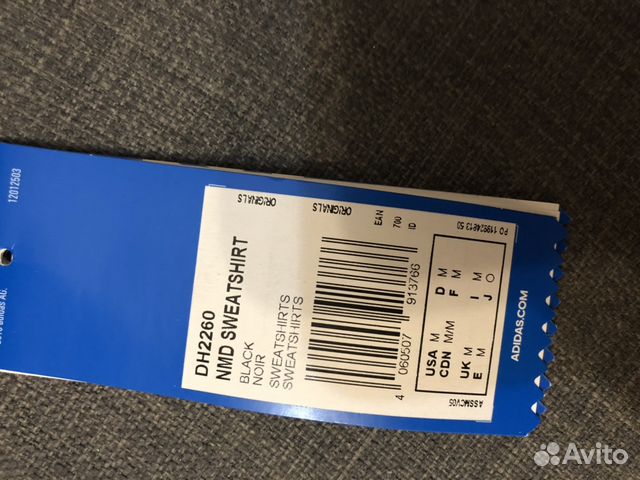 12012503
ORIGINALS
ORIGINALS
DH2260
NMD SWEATSHIRT
BLACK
NOIR
SWEATSHIRTS
SWEATSHIRTS
EAN
700
ID
4 060507 913766
USA M D M
CDN M/M F M
UK M I M
E M J O
ASSMCV05
ADIDAS.COM
Avito